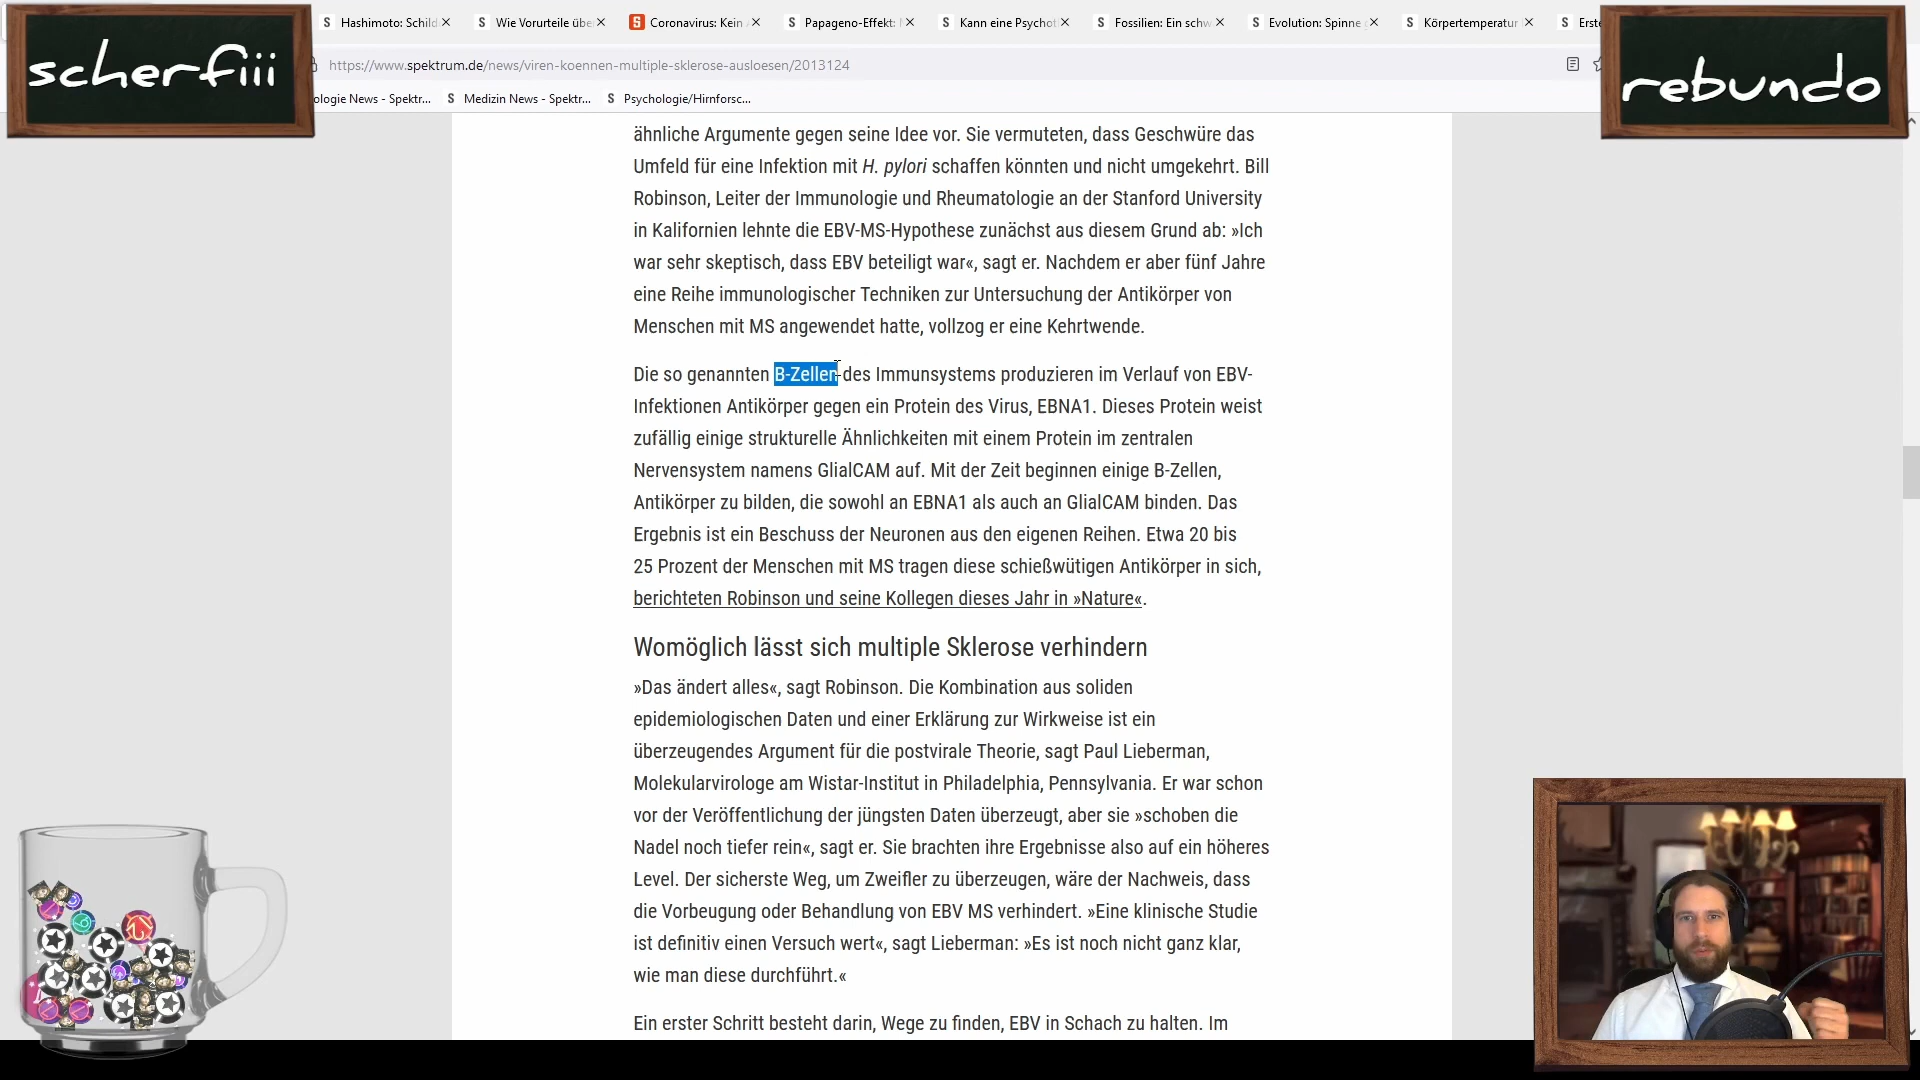 scherfiii
Hashimoto: Schild
Wie Vorurteile übe
Coronavirus: Kein
Papageno-Effekt:
Kann eine Psychot
Fossilien: Ein schw
Evolution: Spinne
Körpertemperatur
Erste
rebundo
https://www.spektrum.de/news/viren-koennen-multiple-sklerose-ausloesen/2013124
ologie News - Spektr...
Medizin News - Spektr...
Psychologie/Hirnforsc...
ähnliche Argumente gegen seine Idee vor. Sie vermuteten, dass Geschwüre das
Umfeld für eine Infektion mit H. pylori schaffen könnten und nicht umgekehrt. Bill
Robinson, Leiter der Immunologie und Rheumatologie an der Stanford University
in Kalifornien lehnte die EBV-MS-Hypothese zunächst aus diesem Grund ab: »Ich
war sehr skeptisch, dass EBV beteiligt war«, sagt er. Nachdem er aber fünf Jahre
eine Reihe immunologischer Techniken zur Untersuchung der Antikörper von
Menschen mit MS angewendet hatte, vollzog er eine Kehrtwende.
Die so genannten B-Zellen des Immunsystems produzieren im Verlauf von EBV-
Infektionen Antikörper gegen ein Protein des Virus, EBNA1. Dieses Protein weist
zufällig einige strukturelle Ähnlichkeiten mit einem Protein im zentralen
Nervensystem namens GlialCAM auf. Mit der Zeit beginnen einige B-Zellen,
Antikörper zu bilden, die sowohl an EBNA1 als auch an GlialCAM binden. Das
Ergebnis ist ein Beschuss der Neuronen aus den eigenen Reihen. Etwa 20 bis
25 Prozent der Menschen mit MS tragen diese schießwütigen Antikörper in sich,
berichteten Robinson und seine Kollegen dieses Jahr in »Nature«.
Womöglich lässt sich multiple Sklerose verhindern
»Das ändert alles«, sagt Robinson. Die Kombination aus soliden
epidemiologischen Daten und einer Erklärung zur Wirkweise ist ein
überzeugendes Argument für die postvirale Theorie, sagt Paul Lieberman,
Molekularvirologe am Wistar-Institut in Philadelphia, Pennsylvania. Er war schon
vor der Veröffentlichung der jüngsten Daten überzeugt, aber sie »schoben die
Nadel noch tiefer rein«, sagt er. Sie brachten ihre Ergebnisse also auf ein höheres
Level. Der sicherste Weg, um Zweifler zu überzeugen, wäre der Nachweis, dass
die Vorbeugung oder Behandlung von EBV MS verhindert. »Eine klinische Studie
ist definitiv einen Versuch wert«, sagt Lieberman: »Es ist noch nicht ganz klar,
wie man diese durchführt.«
Ein erster Schritt besteht darin, Wege zu finden, EBV in Schach zu halten. Im